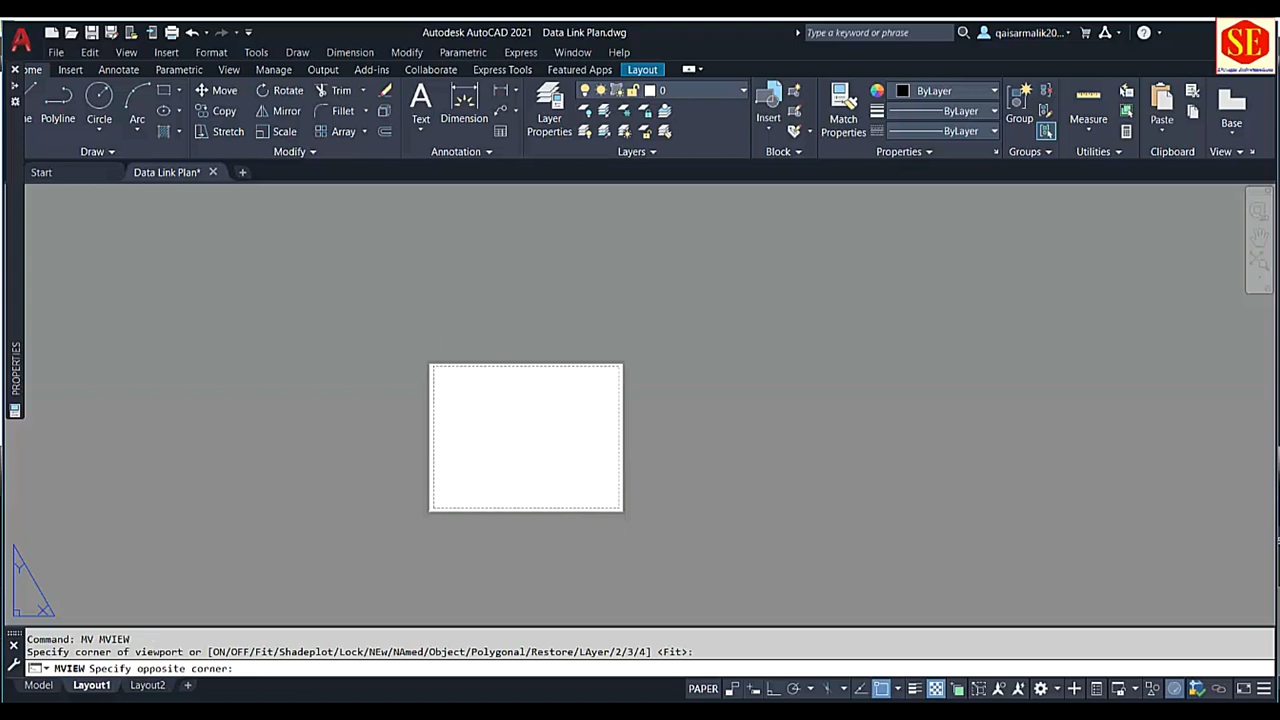 Autodesk AutoCAD 2021 Data Link Plan.dwg
Type a keyword or phrase
qaisarmalik20...
SE
File Edit View Insert Format Tools Draw Dimension Modify Parametric Express Window Help
ome Insert Annotate Parametric View Manage Output Add-ins Collaborate Express Tools Featured Apps Layout
Move Rotate Trim
0
ByLayer
Copy Mirror Fillet
ByLayer
Stretch Scale Array
ByLayer
Polyline Circle Arc
Text Dimension
Layer
Properties
Insert
Match
Properties
Group
Measure
Paste
Base
Draw Modify Annotation Layers Block Properties Groups Utilities Clipboard View
Start Data Link Plan*
PROPERTIES
Y
X
Command: MV MVIEW
Specify corner of viewport or [ON/OFF/Fit/Shadeplot/Lock/NEw/NAmed/Object/Polygonal/Restore/LAyer/2/3/4] <Fit>:
MVIEW Specify opposite corner:
Model Layout1 Layout2 +
PAPER